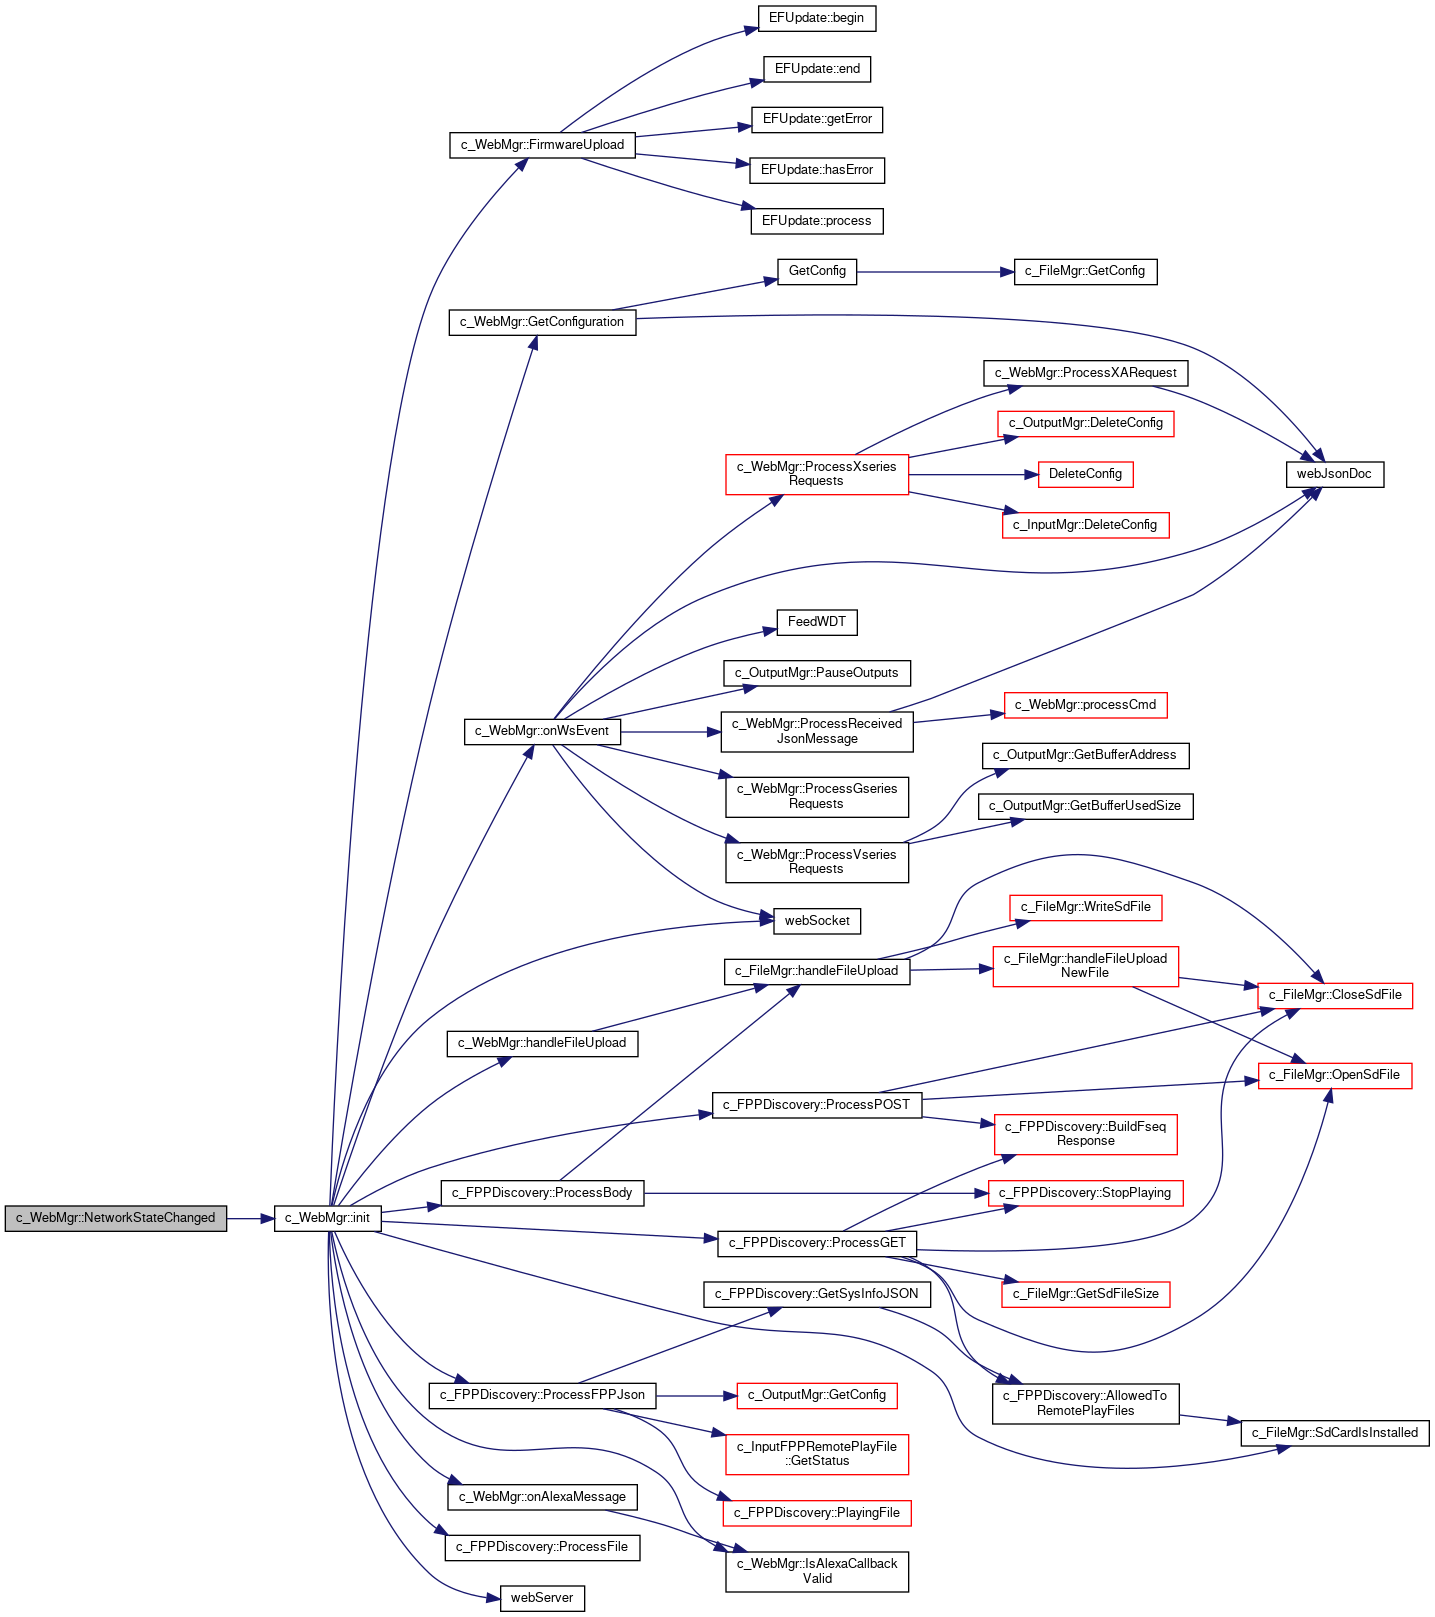 EFUpdate::begin
EFUpdate::end
EFUpdate::getError
c_WebMgr::FirmwareUpload
EFUpdate::hasError
EFUpdate::process
GetConfig
c_FileMgr::GetConfig
c_WebMgr::GetConfiguration
c_WebMgr::ProcessXARequest
c_OutputMgr::DeleteConfig
c_WebMgr::ProcessXseries
Requests
DeleteConfig
webJsonDoc
c_InputMgr::DeleteConfig
FeedWDT
c_OutputMgr::PauseOutputs
c_WebMgr::processCmd
c_WebMgr::onWsEvent
c_WebMgr::ProcessReceived
JsonMessage
c_OutputMgr::GetBufferAddress
c_WebMgr::ProcessGseries
Requests
c_OutputMgr::GetBufferUsedSize
c_WebMgr::ProcessVseries
Requests
webSocket
c_FileMgr::WriteSdFile
c_FileMgr::handleFileUpload
c_FileMgr::handleFileUpload
NewFile
c_FileMgr::CloseSdFile
c_WebMgr::handleFileUpload
c_FileMgr::OpenSdFile
c_FPPDiscovery::ProcessPOST
c_FPPDiscovery::BuildFseq
Response
c_FPPDiscovery::ProcessBody
c_FPPDiscovery::StopPlaying
c_WebMgr::NetworkStateChanged
c_WebMgr::init
c_FPPDiscovery::ProcessGET
c_FPPDiscovery::GetSysInfoJSON
c_FileMgr::GetSdFileSize
c_FPPDiscovery::ProcessFPPJson
c_OutputMgr::GetConfig
c_FPPDiscovery::AllowedTo
RemotePlayFiles
c_FileMgr::SdCardIsInstalled
c_InputFPPRemotePlayFile
::GetStatus
c_WebMgr::onAlexaMessage
c_FPPDiscovery::PlayingFile
c_FPPDiscovery::ProcessFile
c_WebMgr::IsAlexaCallback
Valid
webServer